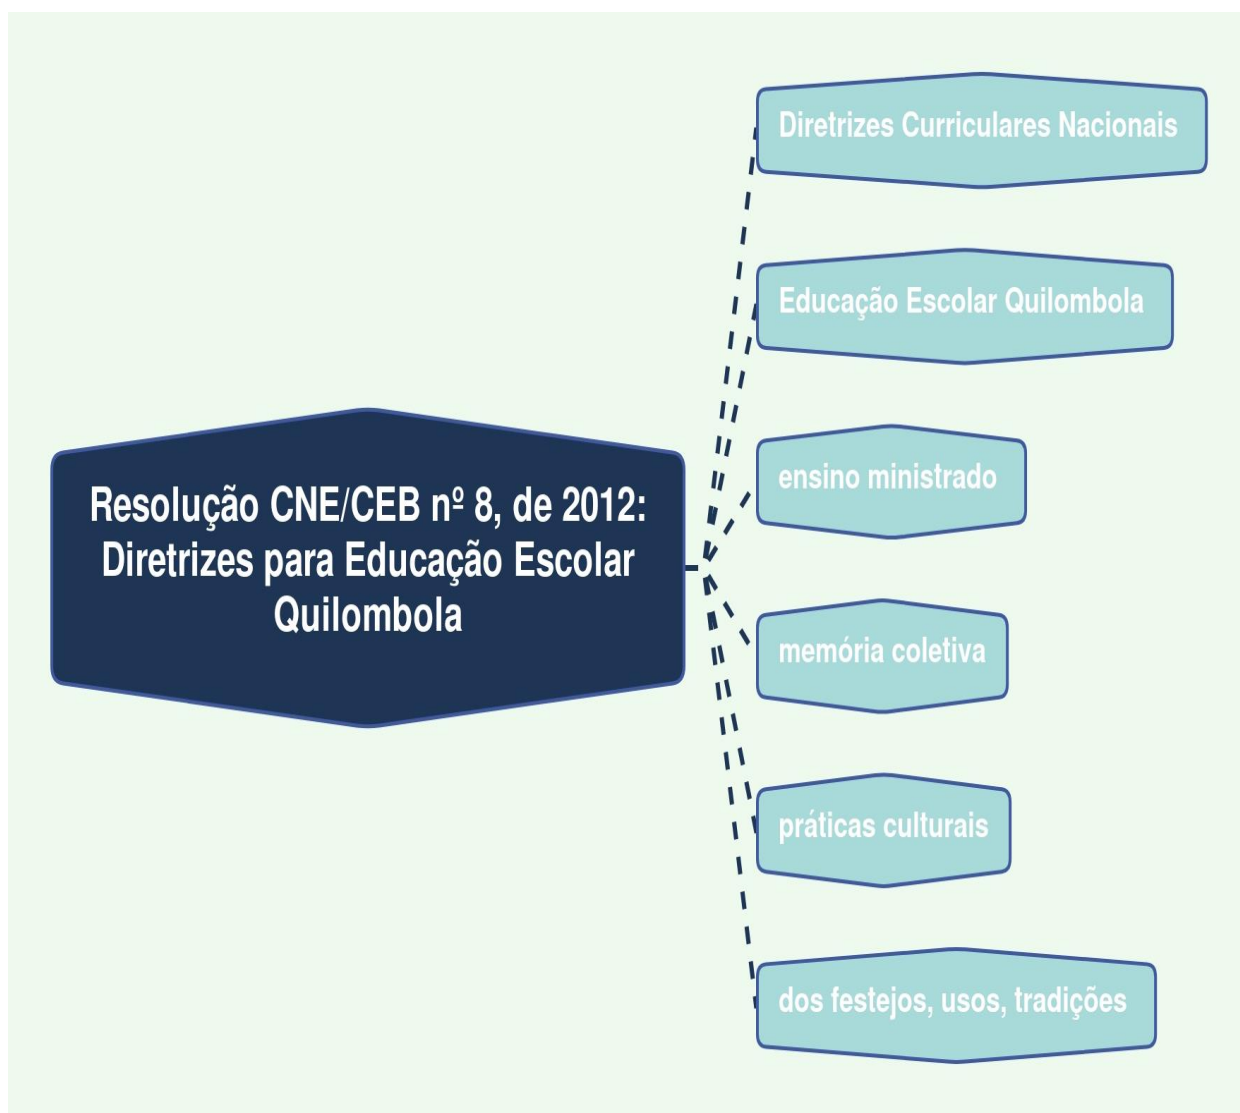 Resolução CNE/CEB nº 8, de 2012:
Diretrizes para Educação Escolar
Quilombola
Diretrizes Curriculares Nacionais
Educação Escolar Quilombola
ensino ministrado
memória coletiva
práticas culturais
dos festejos, usos, tradições